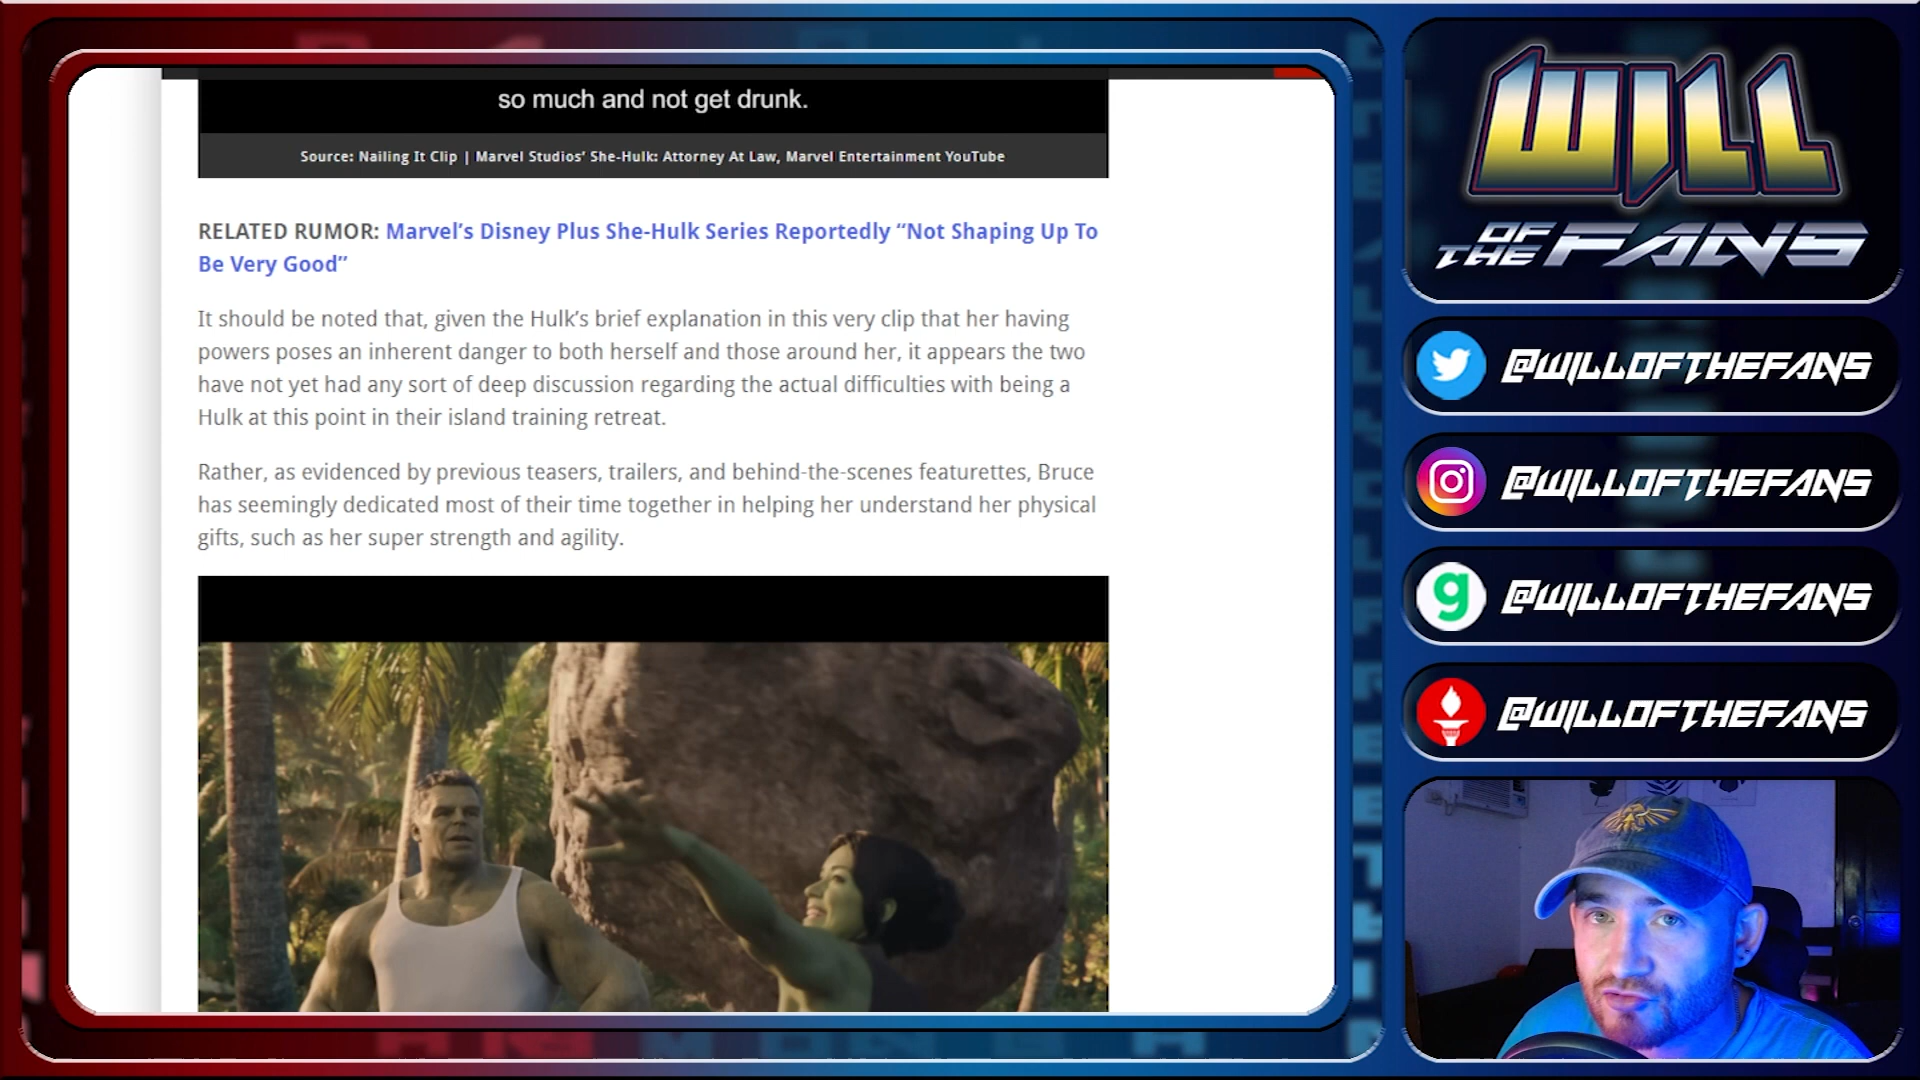 so much and not get drunk.
Source: Nailing It Clip | Marvel Studios’ She-Hulk: Attorney At Law, Marvel Entertainment YouTube
RELATED RUMOR: Marvel’s Disney Plus She-Hulk Series Reportedly “Not Shaping Up To
Be Very Good”
It should be noted that, given the Hulk’s brief explanation in this very clip that her having
powers poses an inherent danger to both herself and those around her, it appears the two
have not yet had any sort of deep discussion regarding the actual difficulties with being a
Hulk at this point in their island training retreat.
Rather, as evidenced by previous teasers, trailers, and behind-the-scenes featurettes, Bruce
has seemingly dedicated most of their time together in helping her understand her physical
gifts, such as her super strength and agility.
WILL
OF
THE FANS
@WILLOFTHEFANS
@WILLOFTHEFANS
g @WILLOFTHEFANS
@WILLOFTHEFANS